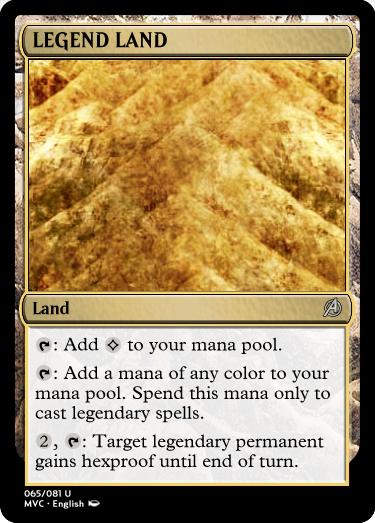 LEGEND LAND
Land
: Add to your mana pool.
: Add a mana of any color to your
mana pool. Spend this mana only to
cast legendary spells.
2, : Target legendary permanent
gains hexproof until end of turn.
065/081 U
MVC • English